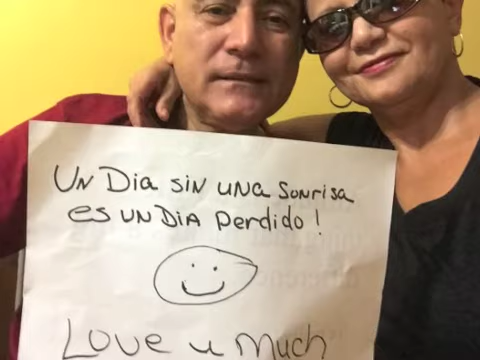 Un Dia sin una sonrisa
es un Dia perdido!
Love u Much